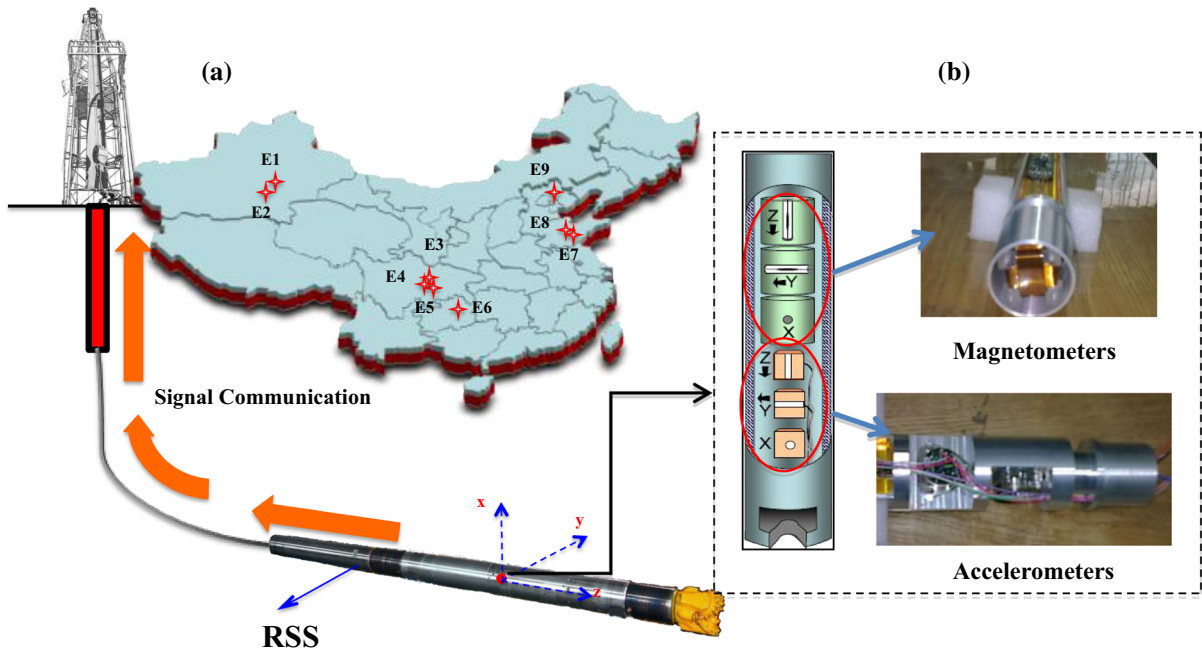 (a)
(b)
E1
E2
E9
E8
E7
E3
E4
E5
E6
Signal Communication
x
y
z
RSS
Z
Y
X
Z
Y
X
Magnetometers
Accelerometers